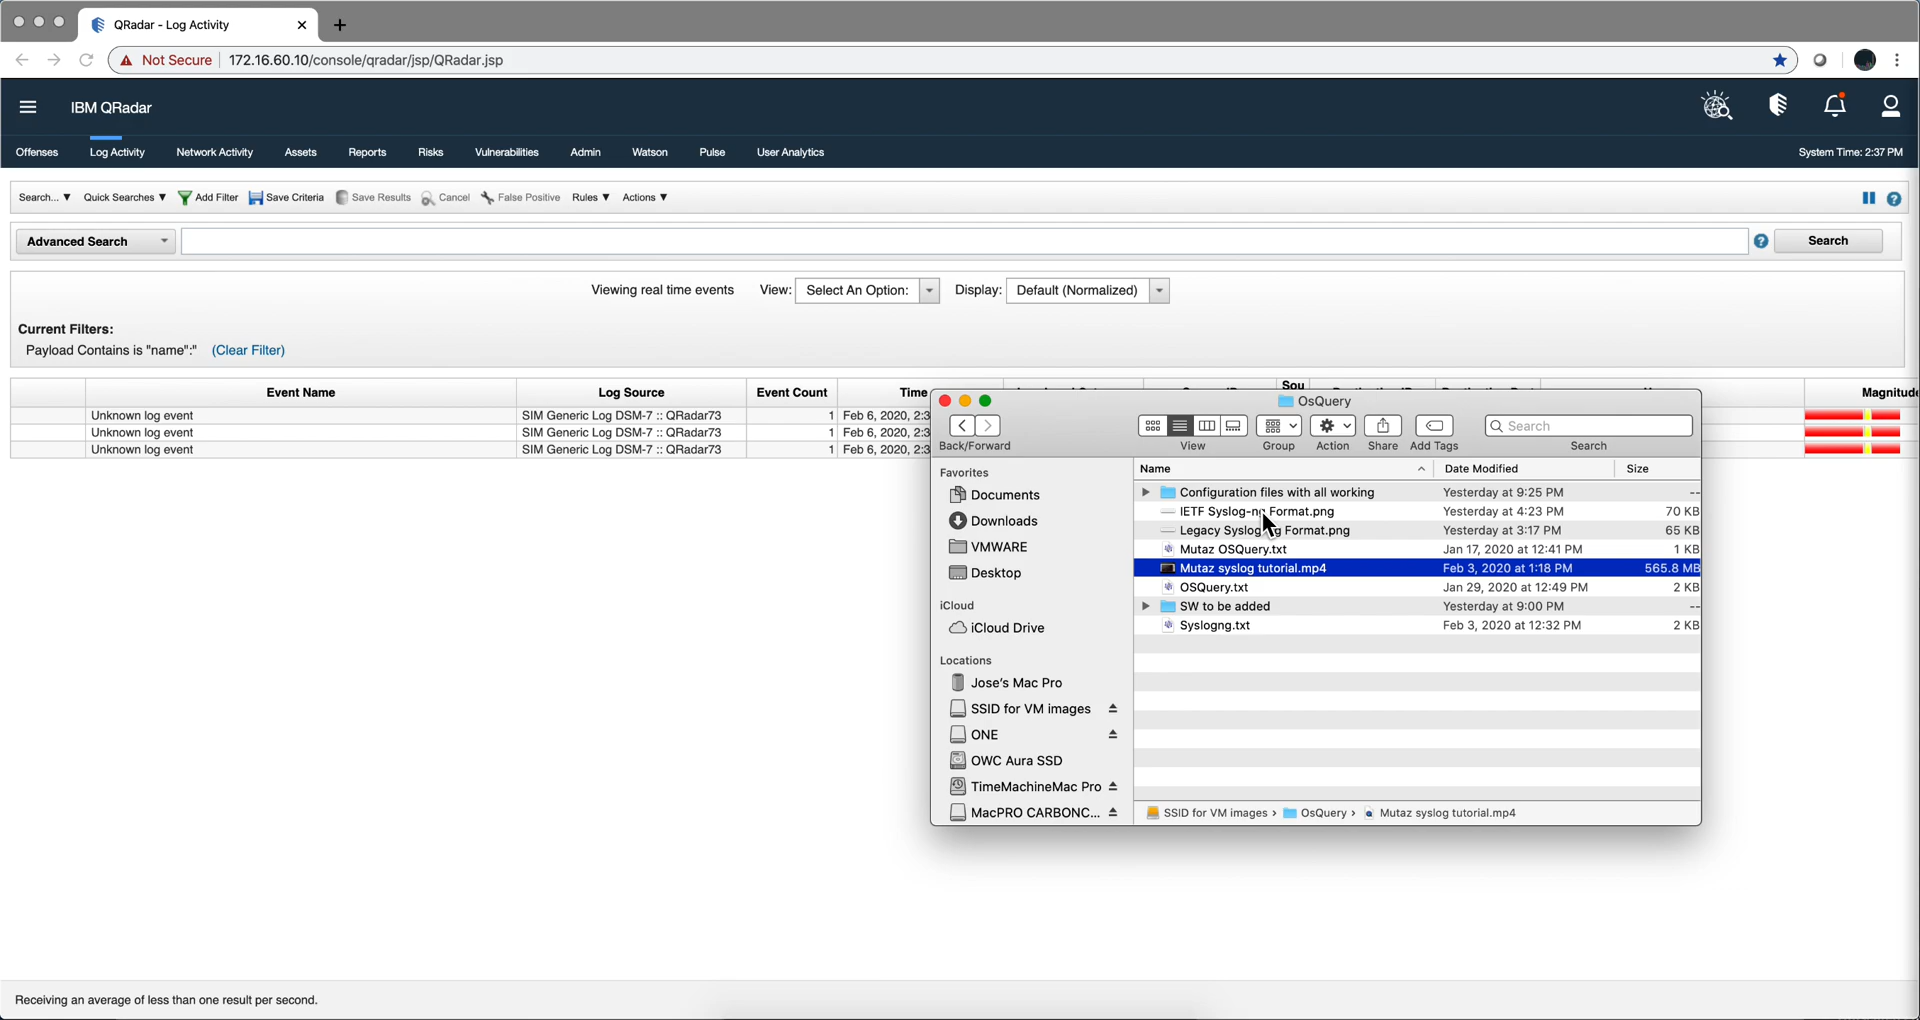 QRadar - Log Activity
Not Secure 172.16.60.10/console/qradar/jsp/QRadar.jsp
IBM QRadar
Offenses Log Activity Network Activity Assets Reports Risks Vulnerabilities Admin Watson Pulse User Analytics System Time: 2:37 PM
Search... Quick Searches Add Filter Save Criteria Save Results Cancel False Positive Rules Actions
Advanced Search Search
Viewing real time events View: Select An Option: Display: Default (Normalized)
Current Filters:
Payload Contains is "name":" (Clear Filter)
Event Name Log Source Event Count Time Sou Magnitude
Unknown log event SIM Generic Log DSM-7 :: QRadar73 1 Feb 6, 2020, 2:3
Unknown log event SIM Generic Log DSM-7 :: QRadar73 1 Feb 6, 2020, 2:3
Unknown log event SIM Generic Log DSM-7 :: QRadar73 1 Feb 6, 2020, 2:3
OsQuery
Search
Back/Forward View Group Action Share Add Tags Search
Favorites
Documents
Downloads
VMWARE
Desktop
iCloud
iCloud Drive
Locations
Jose's Mac Pro
SSID for VM images
ONE
OWC Aura SSD
TimeMachineMac Pro
MacPRO CARBONC...
Name Date Modified Size
Configuration files with all working Yesterday at 9:25 PM --
IETF Syslog-ng Format.png Yesterday at 4:23 PM 70 KB
Legacy Syslog-ng Format.png Yesterday at 3:17 PM 65 KB
Mutaz OSQuery.txt Jan 17, 2020 at 12:41 PM 1 KB
Mutaz syslog tutorial.mp4 Feb 3, 2020 at 1:18 PM 565.8 MB
OSQuery.txt Jan 29, 2020 at 12:49 PM 2 KB
SW to be added Yesterday at 9:00 PM --
Syslogng.txt Feb 3, 2020 at 12:32 PM 2 KB
SSID for VM images › OsQuery › Mutaz syslog tutorial.mp4
Receiving an average of less than one result per second.